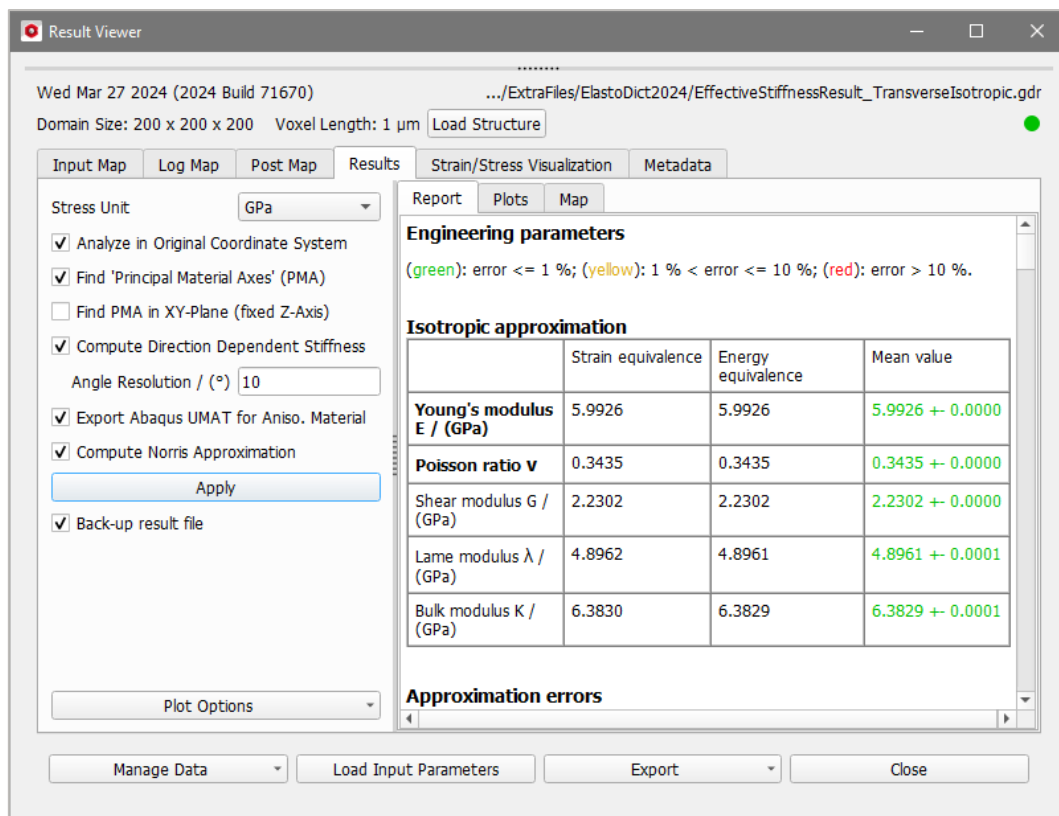 Result Viewer
Wed Mar 27 2024 (2024 Build 71670) .../ExtraFiles/ElastoDict2024/EffectiveStiffnessResult_TransverseIsotropic.gdr
Domain Size: 200 x 200 x 200 Voxel Length: 1 µm Load Structure
Input Map Log Map Post Map Results Strain/Stress Visualization Metadata
Stress Unit GPa
Analyze in Original Coordinate System
Find 'Principal Material Axes' (PMA)
Find PMA in XY-Plane (fixed Z-Axis)
Compute Direction Dependent Stiffness
Angle Resolution / (°) 10
Export Abaqus UMAT for Aniso. Material
Compute Norris Approximation
Apply
Back-up result file
Plot Options
Report Plots Map
Engineering parameters
(green): error <= 1 %; (yellow): 1 % < error <= 10 %; (red): error > 10 %.
Isotropic approximation
Strain equivalence Energy equivalence Mean value
Young's modulus E / (GPa) 5.9926 5.9926 5.9926 +- 0.0000
Poisson ratio ν 0.3435 0.3435 0.3435 +- 0.0000
Shear modulus G / (GPa) 2.2302 2.2302 2.2302 +- 0.0000
Lame modulus λ / (GPa) 4.8962 4.8961 4.8961 +- 0.0001
Bulk modulus K / (GPa) 6.3830 6.3829 6.3829 +- 0.0001
Approximation errors
Manage Data Load Input Parameters Export Close